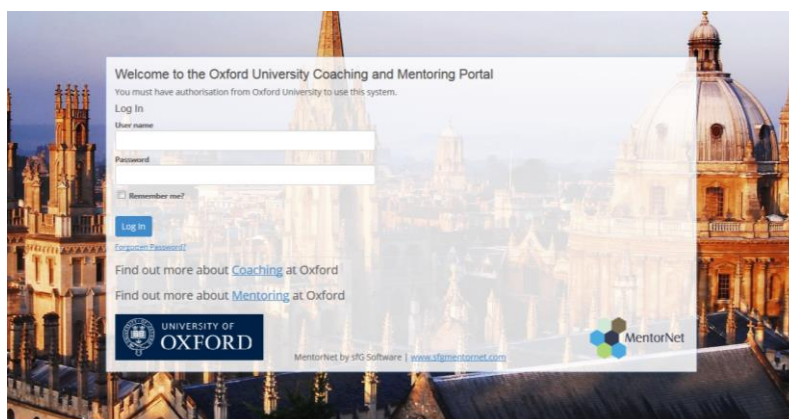 Welcome to the Oxford University Coaching and Mentoring Portal
You must have authorisation from Oxford University to use this system.
Log In
User name
Password
Remember me?
Log In
Forgotten Password?
Find out more about Coaching at Oxford
Find out more about Mentoring at Oxford
UNIVERSITY OF
OXFORD
MentorNet by sfG Software | www.sfgmentornet.com
MentorNet